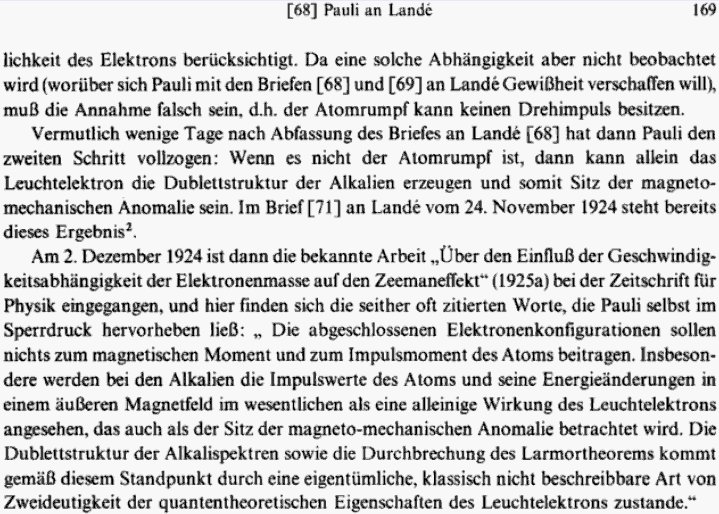 [68] Pauli an Landé 169
lichkeit des Elektrons berücksichtigt. Da eine solche Abhängigkeit aber nicht beobachtet
wird (worüber sich Pauli mit den Briefen [68] und [69] an Landé Gewißheit verschaffen will),
muß die Annahme falsch sein, d.h. der Atomrumpf kann keinen Drehimpuls besitzen.
Vermutlich wenige Tage nach Abfassung des Briefes an Landé [68] hat dann Pauli den
zweiten Schritt vollzogen: Wenn es nicht der Atomrumpf ist, dann kann allein das
Leuchtelektron die Dublettstruktur der Alkalien erzeugen und somit Sitz der magneto-
mechanischen Anomalie sein. Im Brief [71] an Landé vom 24. November 1924 steht bereits
dieses Ergebnis².
Am 2. Dezember 1924 ist dann die bekannte Arbeit „Über den Einfluß der Geschwindig-
keitsabhängigkeit der Elektronenmasse auf den Zeemaneffekt“ (1925a) bei der Zeitschrift für
Physik eingegangen, und hier finden sich die seither oft zitierten Worte, die Pauli selbst im
Sperrdruck hervorheben ließ: „ Die abgeschlossenen Elektronenkonfigurationen sollen
nichts zum magnetischen Moment und zum Impulsmoment des Atoms beitragen. Insbeson-
dere werden bei den Alkalien die Impulswerte des Atoms und seine Energieänderungen in
einem äußeren Magnetfeld im wesentlichen als eine alleinige Wirkung des Leuchtelektrons
angesehen, das auch als der Sitz der magneto-mechanischen Anomalie betrachtet wird. Die
Dublettstruktur der Alkalispektren sowie die Durchbrechung des Larmortheorems kommt
gemäß diesem Standpunkt durch eine eigentümliche, klassisch nicht beschreibbare Art von
Zweideutigkeit der quantentheoretischen Eigenschaften des Leuchtelektrons zustande.“